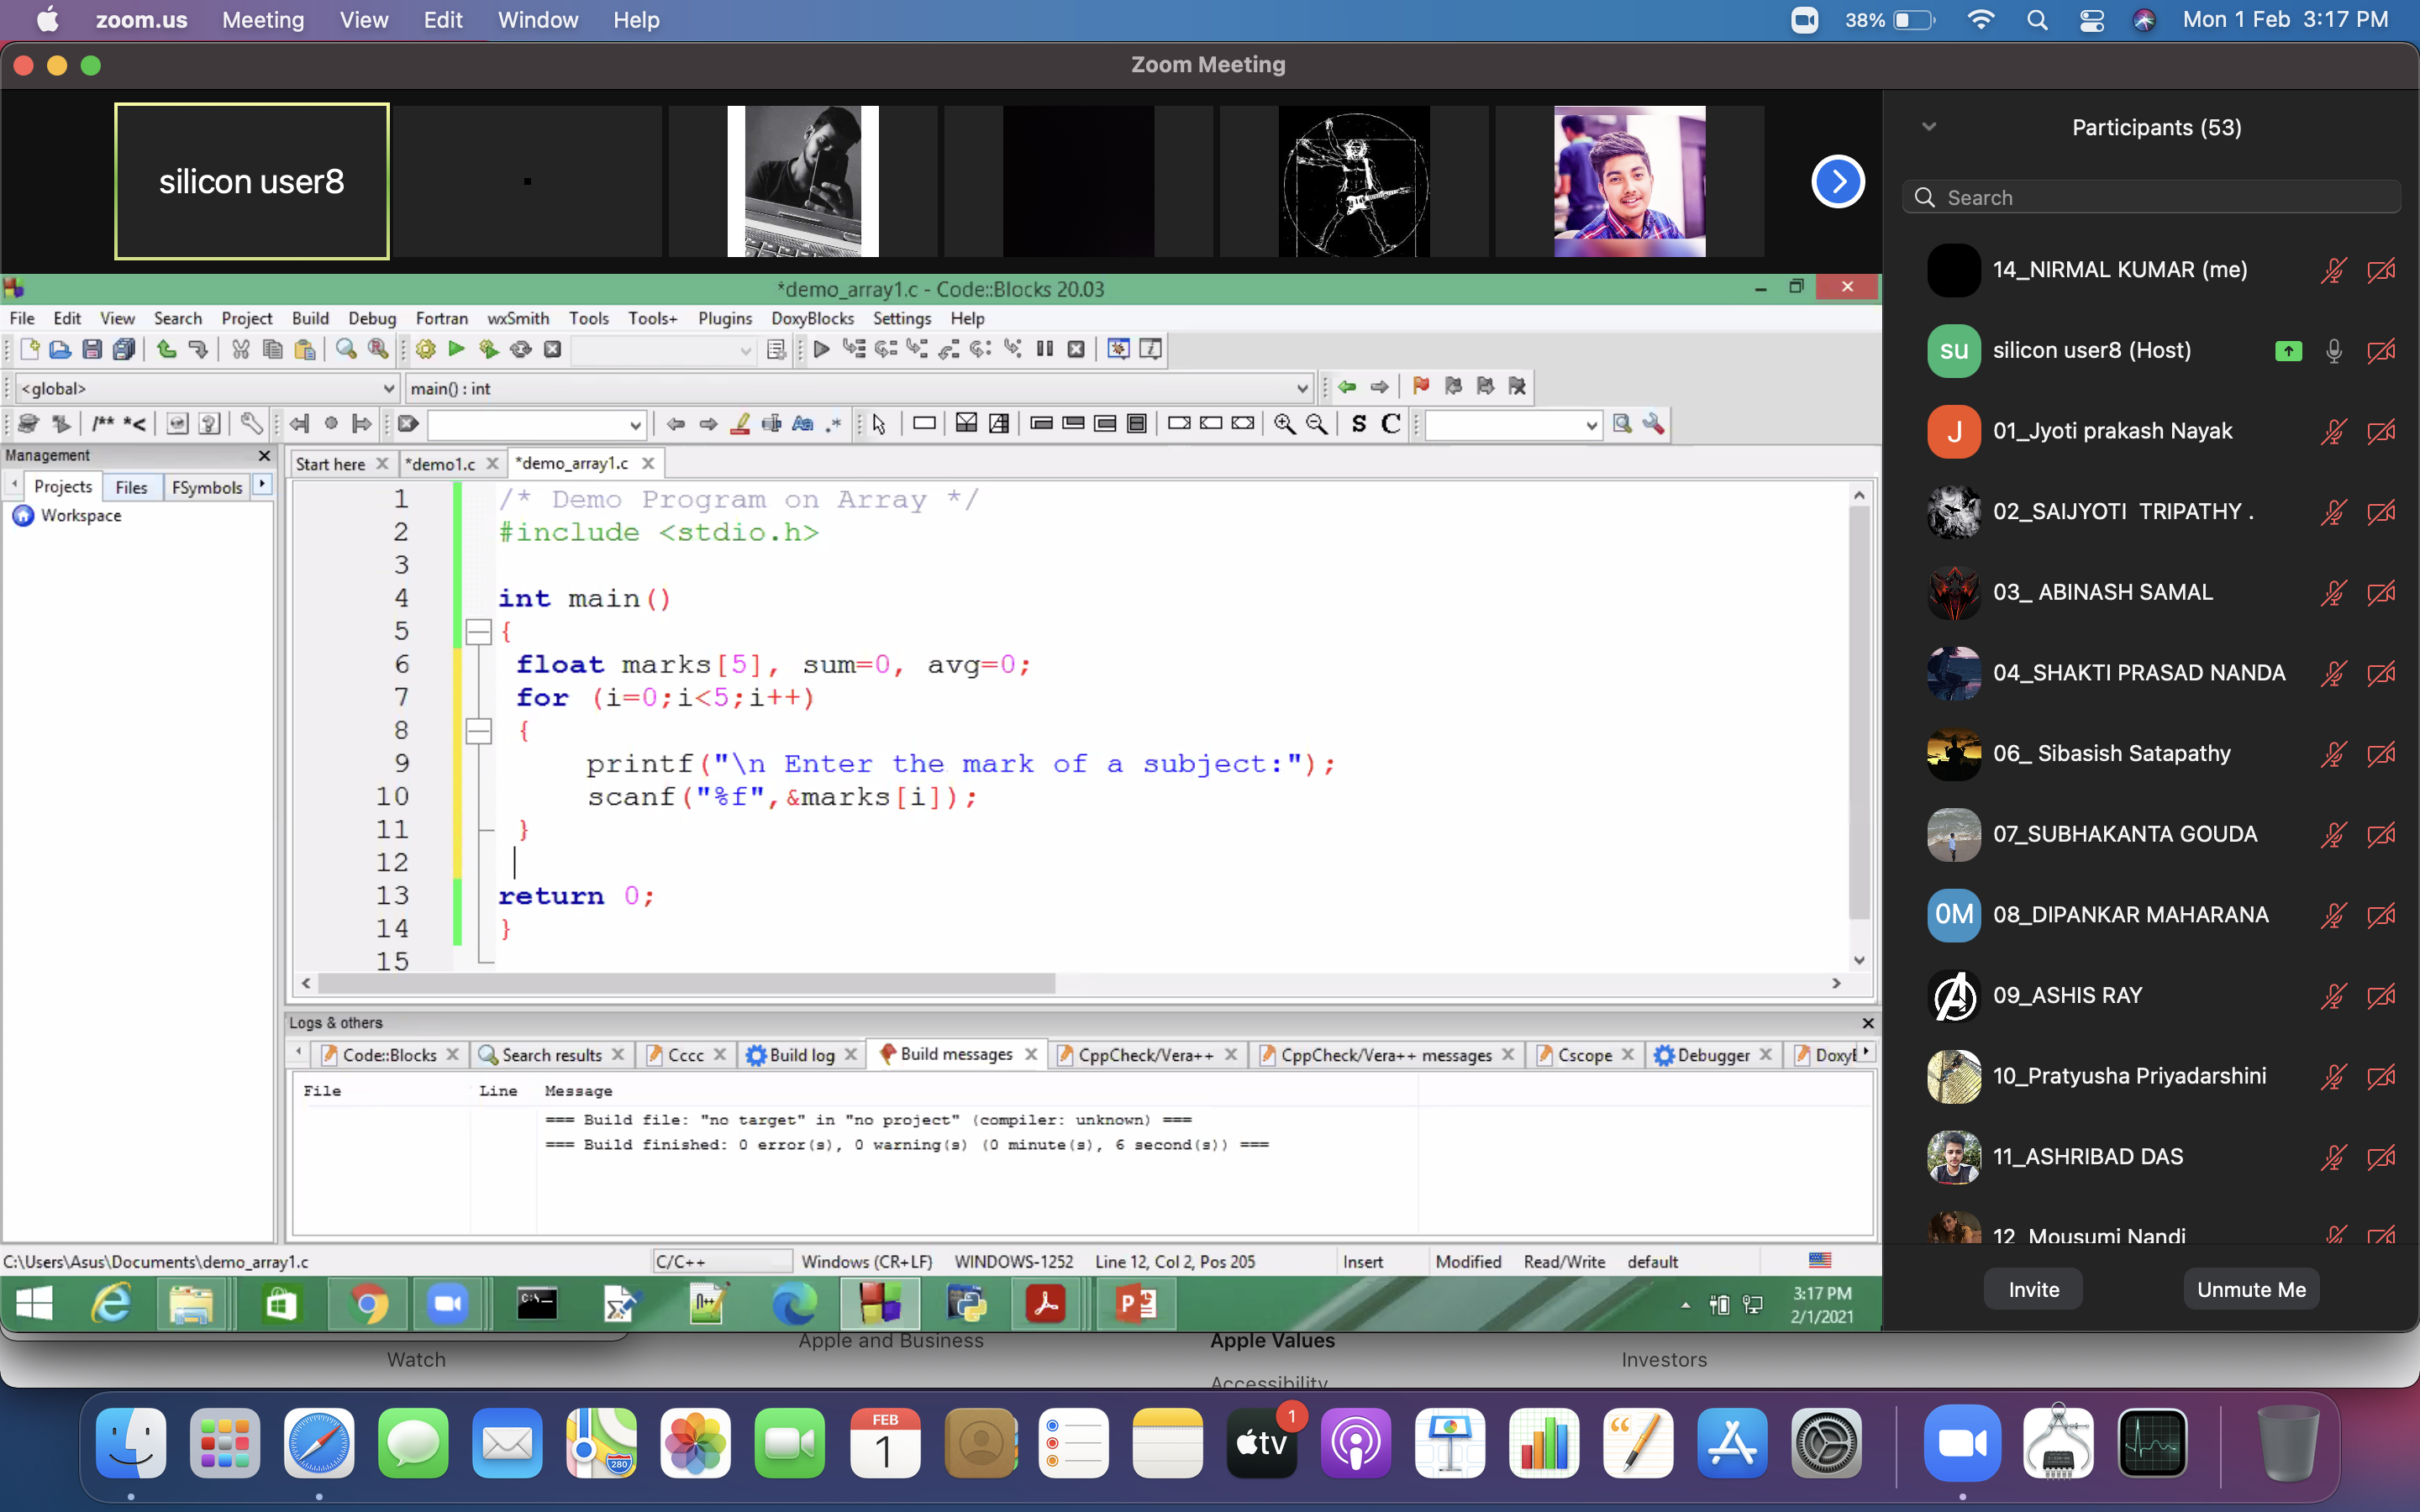 zoom.us Meeting View Edit Window Help 38% Mon 1 Feb 3:17 PM
Zoom Meeting
silicon user8
Participants (53)
Search
14_NIRMAL KUMAR (me)
SU silicon user8 (Host)
J 01_Jyoti prakash Nayak
02_SAIJYOTI TRIPATHY .
03_ ABINASH SAMAL
04_SHAKTI PRASAD NANDA
06_ Sibasish Satapathy
07_SUBHAKANTA GOUDA
0M 08_DIPANKAR MAHARANA
09_ASHIS RAY
10_Pratyusha Priyadarshini
11_ASHRIBAD DAS
12 Mousumi Nandi
Invite Unmute Me
*demo_array1.c - Code::Blocks 20.03
File Edit View Search Project Build Debug Fortran wxSmith Tools Tools+ Plugins DoxyBlocks Settings Help
<global> main() : int
/** *< Aa .* S C
Management
Projects Files FSymbols
Workspace
Start here *demo1.c *demo_array1.c
1 /* Demo Program on Array */
2 #include <stdio.h>
3
4 int main()
5 {
6 float marks[5], sum=0, avg=0;
7 for (i=0;i<5;i++)
8 {
9 printf("\n Enter the mark of a subject:");
10 scanf("%f",&marks[i]);
11 }
12
13 return 0;
14 }
15
Logs & others
Code::Blocks Search results Cccc Build log Build messages CppCheck/Vera++ CppCheck/Vera++ messages Cscope Debugger
File Line Message
=== Build file: "no target" in "no project" (compiler: unknown) ===
=== Build finished: 0 error(s), 0 warning(s) (0 minute(s), 6 second(s)) ===
C:\Users\Asus\Documents\demo_array1.c C/C++ Windows (CR+LF) WINDOWS-1252 Line 12, Col 2, Pos 205 Insert Modified Read/Write default
3:17 PM
2/1/2021
Watch Apple and Business Apple Values Investors
Accessibility
FEB
1
280
tv
1